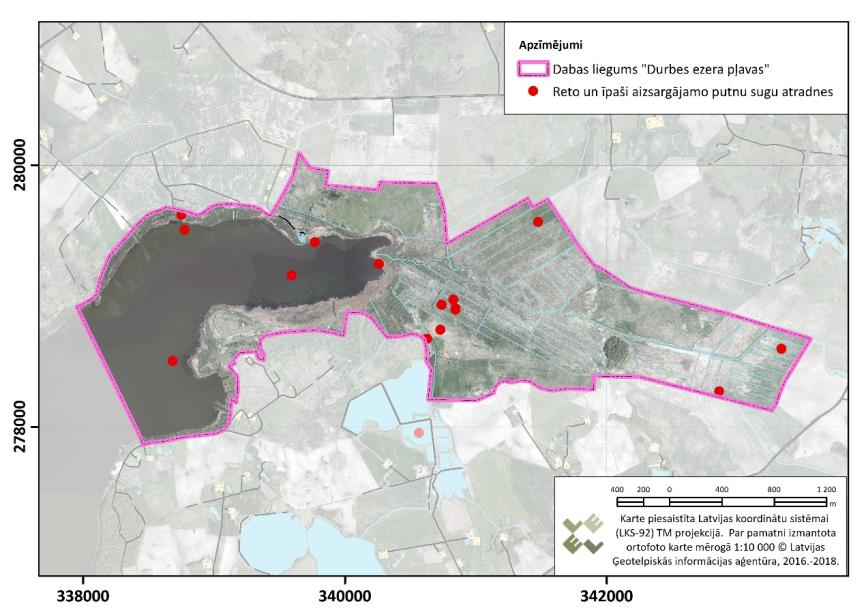 Apzīmējumi
Dabas liegums "Durbes ezera pļavas"
Reto un īpaši aizsargājamo putnu sugu atradnes
280000
278000
400 200 0 400 800 1 200
m
Karte piesaistīta Latvijas koordinātu sistēmai
(LKS-92) TM projekcijā. Par pamatni izmantota
ortofoto karte mērogā 1:10 000 © Latvijas
Ģeotelpiskās informācijas aģentūra, 2016.-2018.
338000 340000 342000